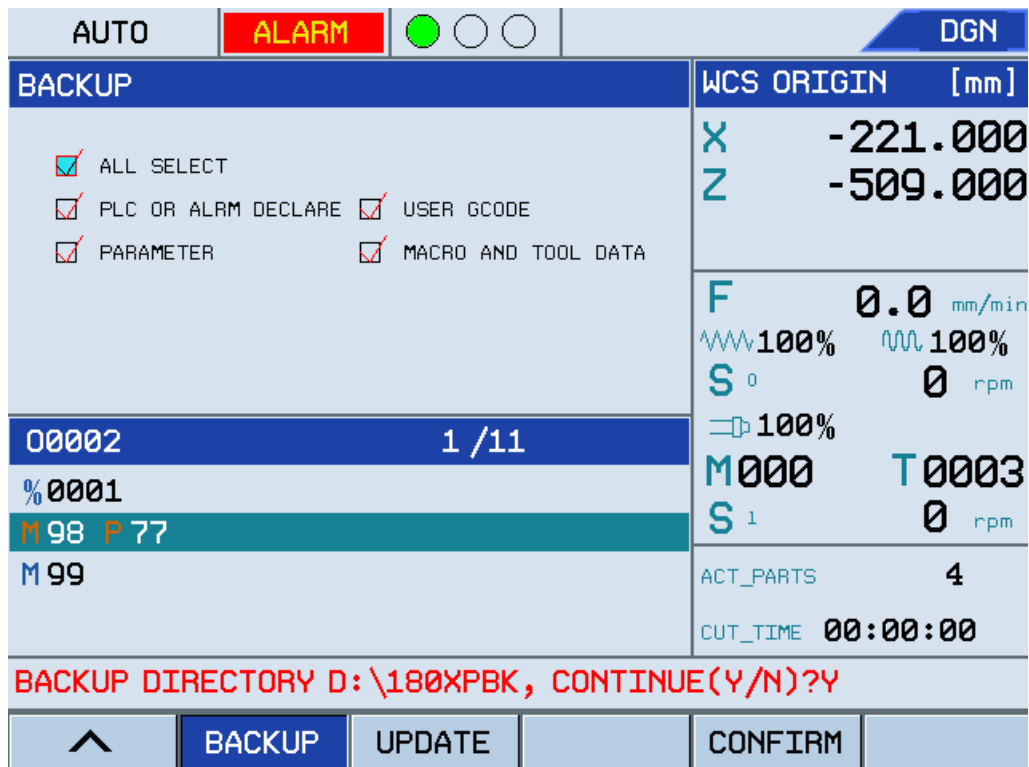 AUTO ALARM DGN
BACKUP
ALL SELECT
PLC OR ALRM DECLARE USER GCODE
PARAMETER MACRO AND TOOL DATA
O0002 1 /11
%0001
M98 P77
M99
WCS ORIGIN [mm]
X -221.000
Z -509.000
F 0.0 mm/min
100% 100%
S 0 0 rpm
100%
M000 T0003
S 1 0 rpm
ACT_PARTS 4
CUT_TIME 00:00:00
BACKUP DIRECTORY D:\180XPBK, CONTINUE(Y/N)?Y
BACKUP UPDATE CONFIRM